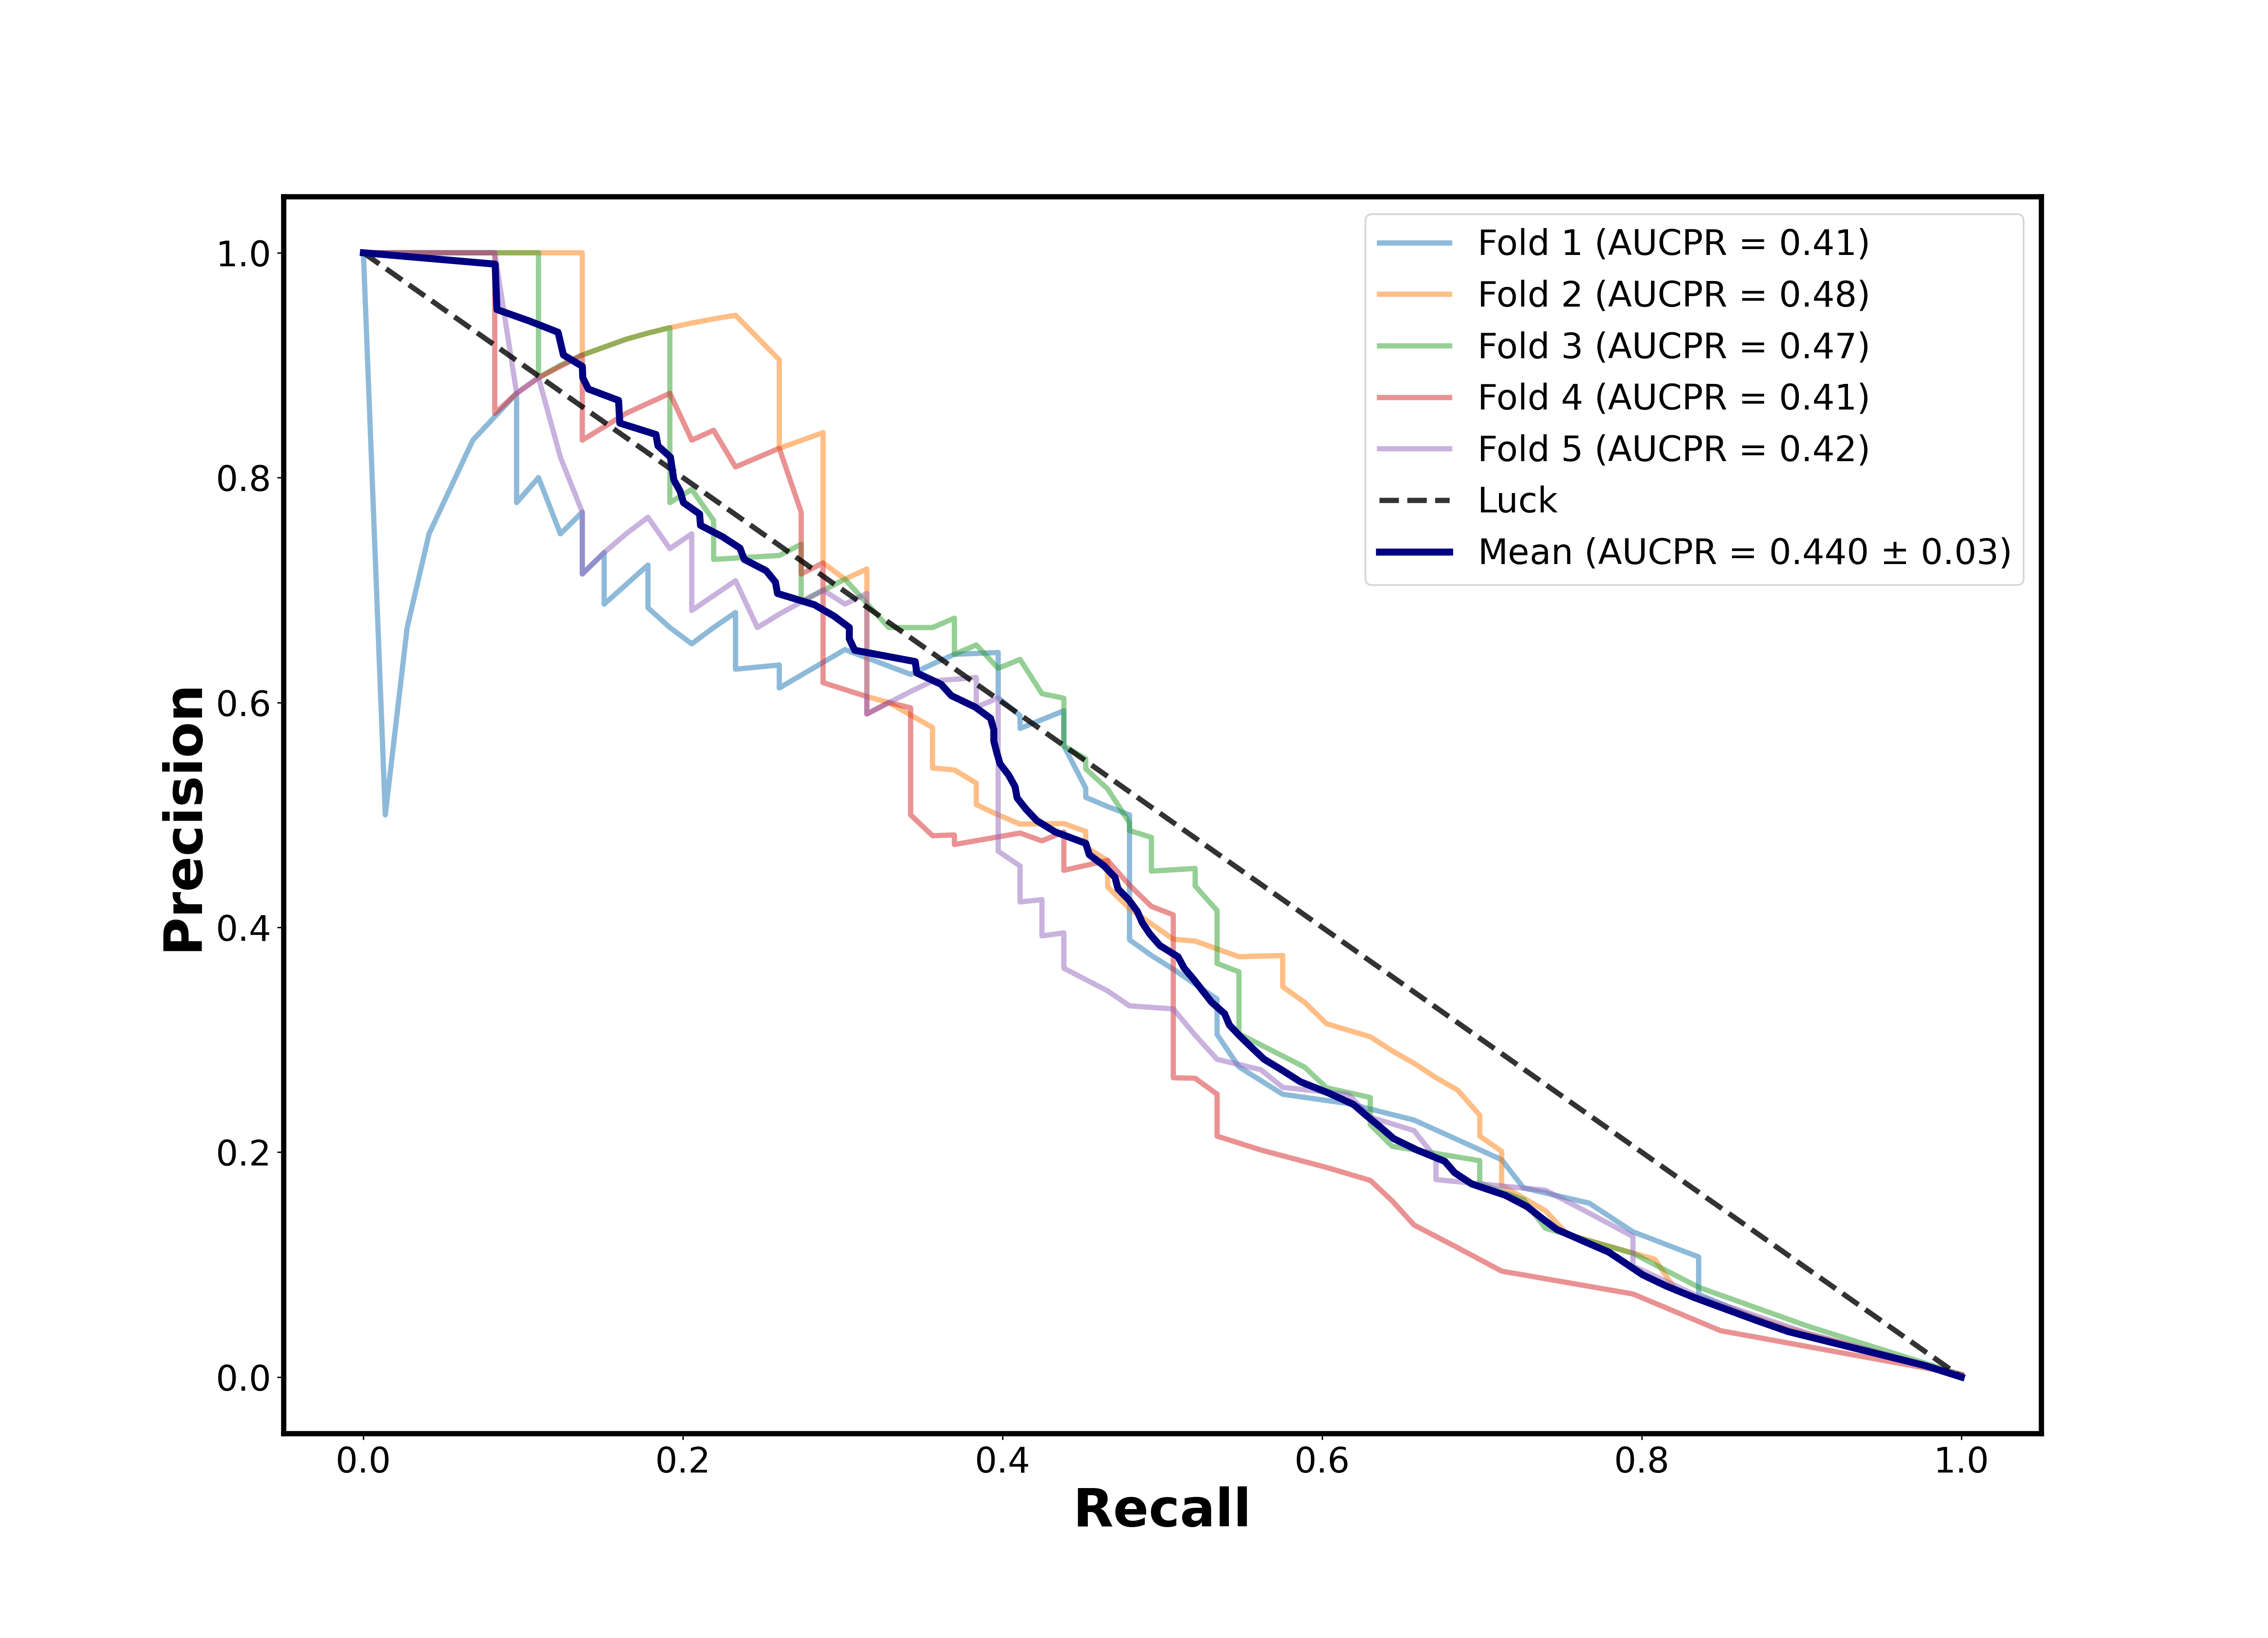 1.0
0.8
0.6
0.4
0.2
0.0
Precision
0.0 0.2 0.4 0.6 0.8 1.0
Recall
Fold 1 (AUCPR = 0.41)
Fold 2 (AUCPR = 0.48)
Fold 3 (AUCPR = 0.47)
Fold 4 (AUCPR = 0.41)
Fold 5 (AUCPR = 0.42)
Luck
Mean (AUCPR = 0.440 ± 0.03)